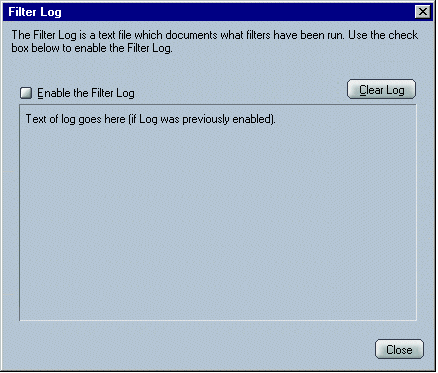 Filter Log
The Filter Log is a text file which documents what filters have been run. Use the check
box below to enable the Filter Log.
Enable the Filter Log
Clear Log
Text of log goes here (if Log was previously enabled).
Close